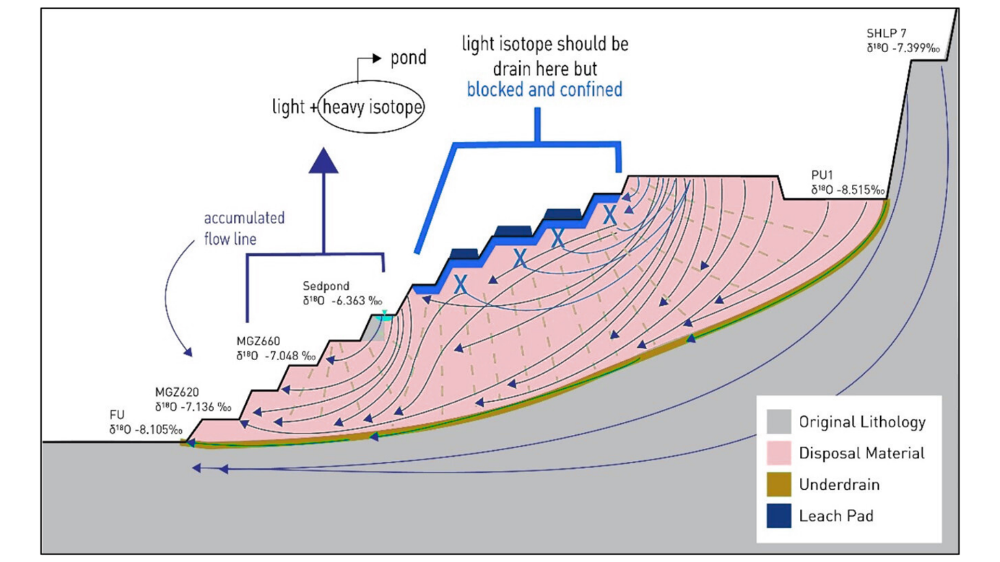 SHLP 7
δ¹⁸O -7.399‰
light isotope should be
drain here but
blocked and confined
pond
light + heavy isotope
PU1
δ¹⁸O -8.515‰
accumulated
flow line
Sedpond
δ¹⁸O -6.363 ‰
X
X
X
X
MGZ660
δ¹⁸O -7.048 ‰
MGZ620
δ¹⁸O -7.136 ‰
FU
δ¹⁸O -8.105‰
Original Lithology
Disposal Material
Underdrain
Leach Pad